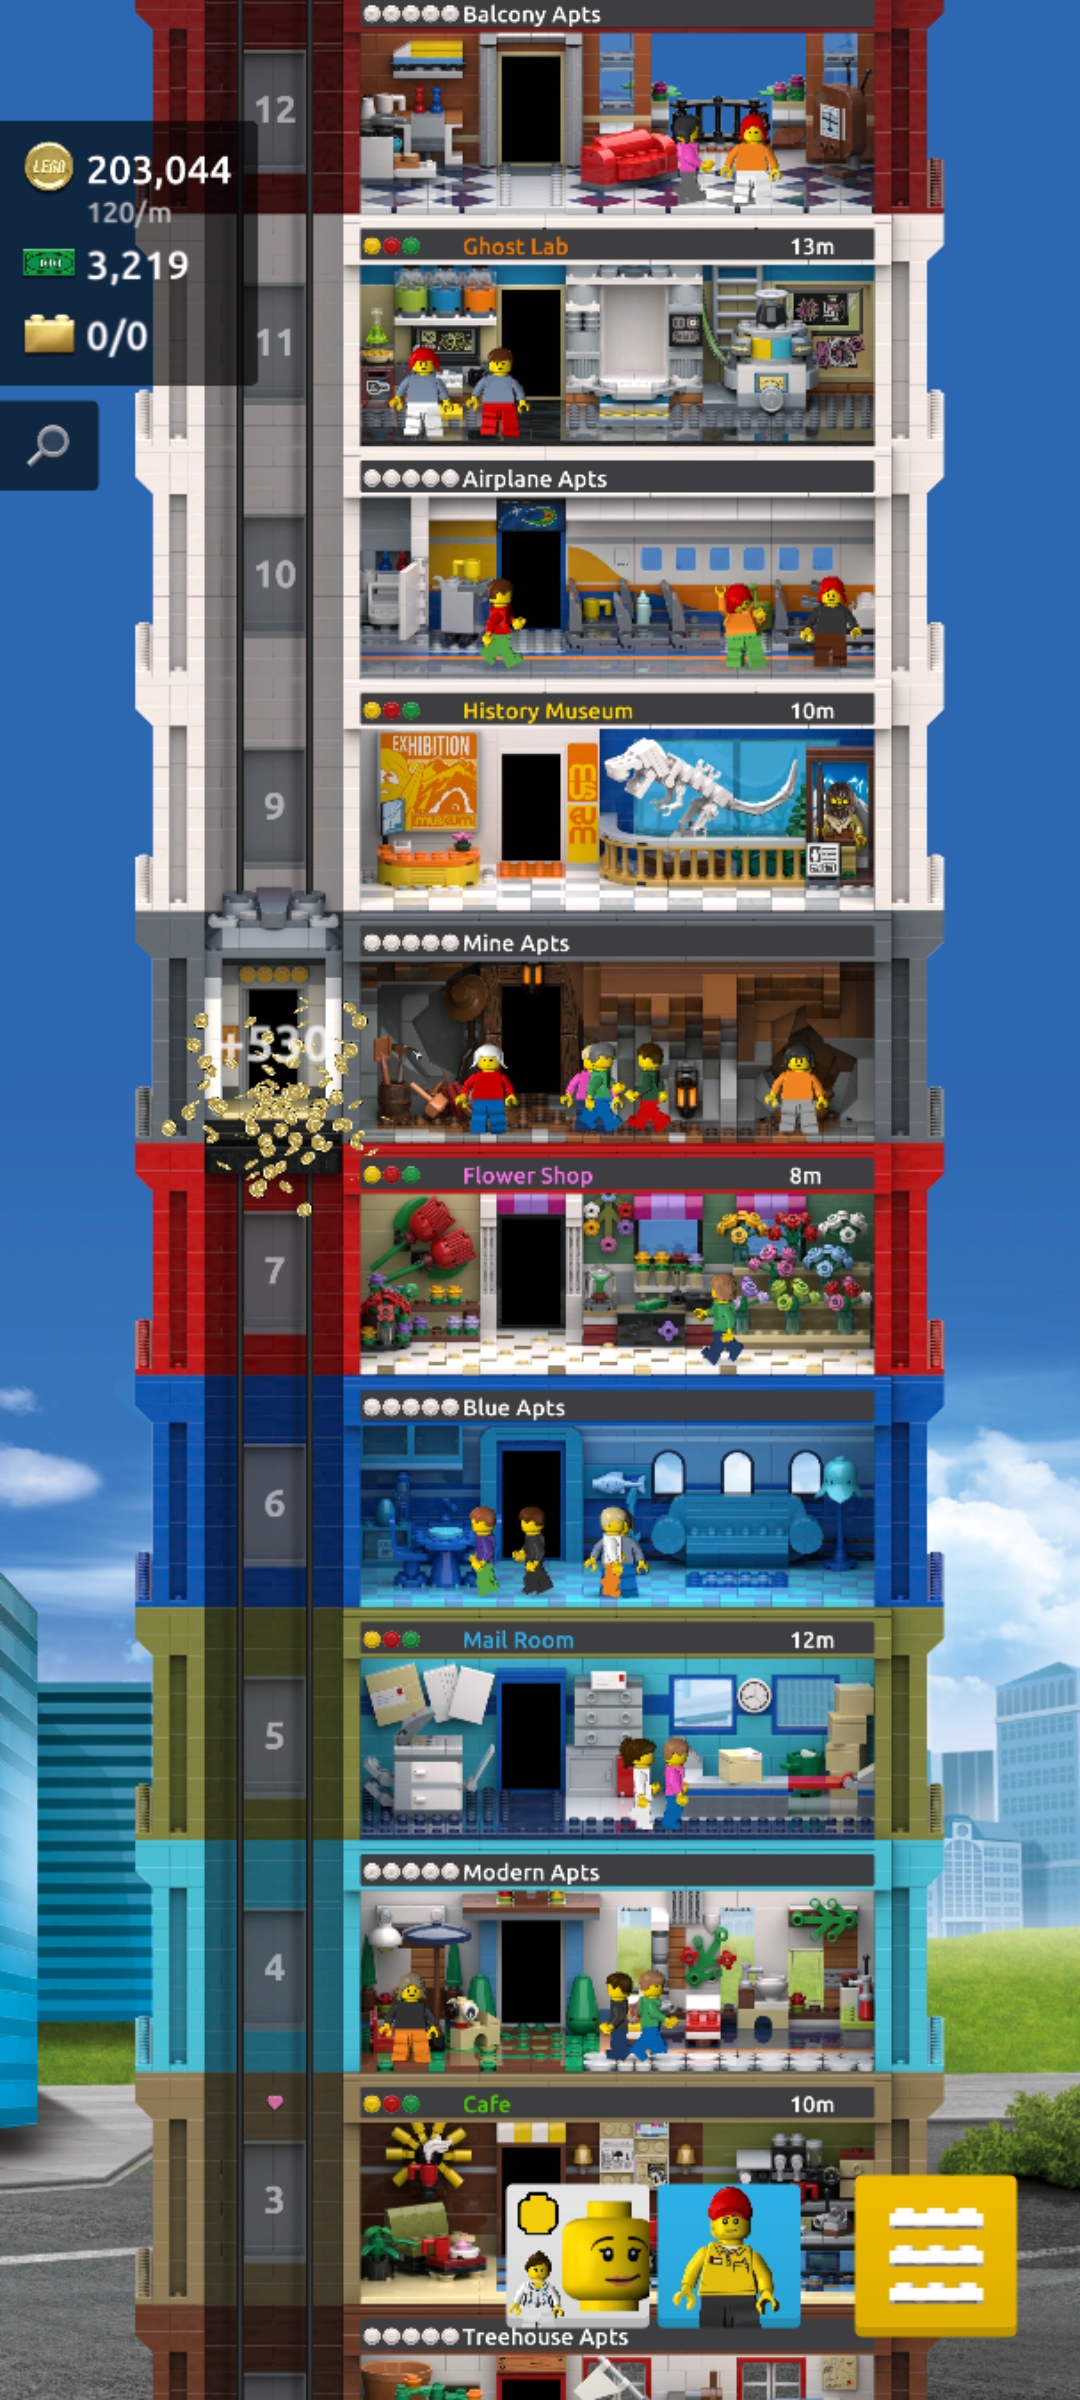 Balcony Apts
12
LEGO
203,044
120/m
3,219
0/0
Ghost Lab 13m
11
Airplane Apts
10
History Museum 10m
EXHIBITION
museum
mus
eum
9
Mine Apts
+530
Flower Shop 8m
7
Blue Apts
6
Mail Room 12m
5
Modern Apts
4
Cafe 10m
3
Treehouse Apts